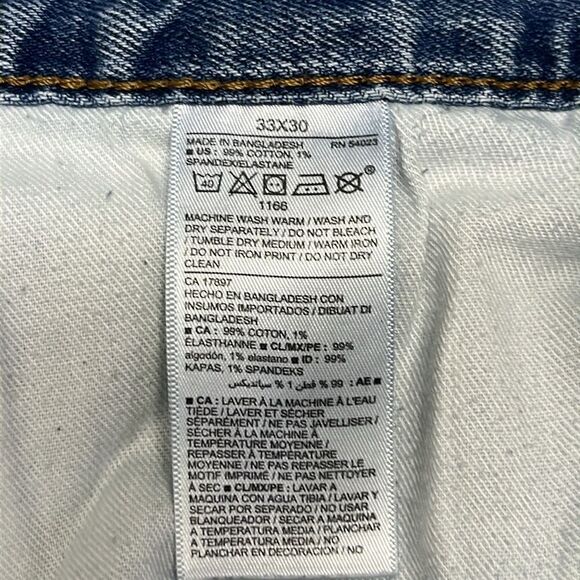 33X30
MADE IN BANGLADESH RN 54023
■ US : 99% COTTON, 1%
SPANDEX/ELASTANE
40
1166
MACHINE WASH WARM / WASH AND
DRY SEPARATELY / DO NOT BLEACH
/ TUMBLE DRY MEDIUM / WARM IRON
/ DO NOT IRON PRINT / DO NOT DRY
CLEAN
CA 17897
HECHO EN BANGLADESH CON
INSUMOS IMPORTADOS / DIBUAT DI
BANGLADESH
■ CA : 99% COTON, 1%
ÉLASTHANNE ■ CL/MX/PE : 99%
algodón, 1% elastano ■ ID : 99%
KAPAS, 1% SPANDEKS
■ AE : 99 % قطن 1 % سباندیکس
■ CA : LAVER À LA MACHINE À L'EAU
TIÈDE / LAVER ET SÉCHER
SÉPARÉMENT / NE PAS JAVELLISER /
/ SÉCHER À LA MACHINE À
TEMPÉRATURE MOYENNE /
REPASSER À TEMPÉRATURE
MOYENNE / NE PAS REPASSER LE
MOTIF IMPRIMÉ / NE PAS NETTOYER
À SEC ■ CL/MX/PE : LAVAR A
MAQUINA CON AGUA TIBIA / LAVAR Y
SECAR POR SEPARADO / NO USAR
BLANQUEADOR / SECAR A MAQUINA
A TEMPERATURA MEDIA / PLANCHAR
A TEMPERATURA MEDIA / NO
PLANCHAR EN DECORACION / NO